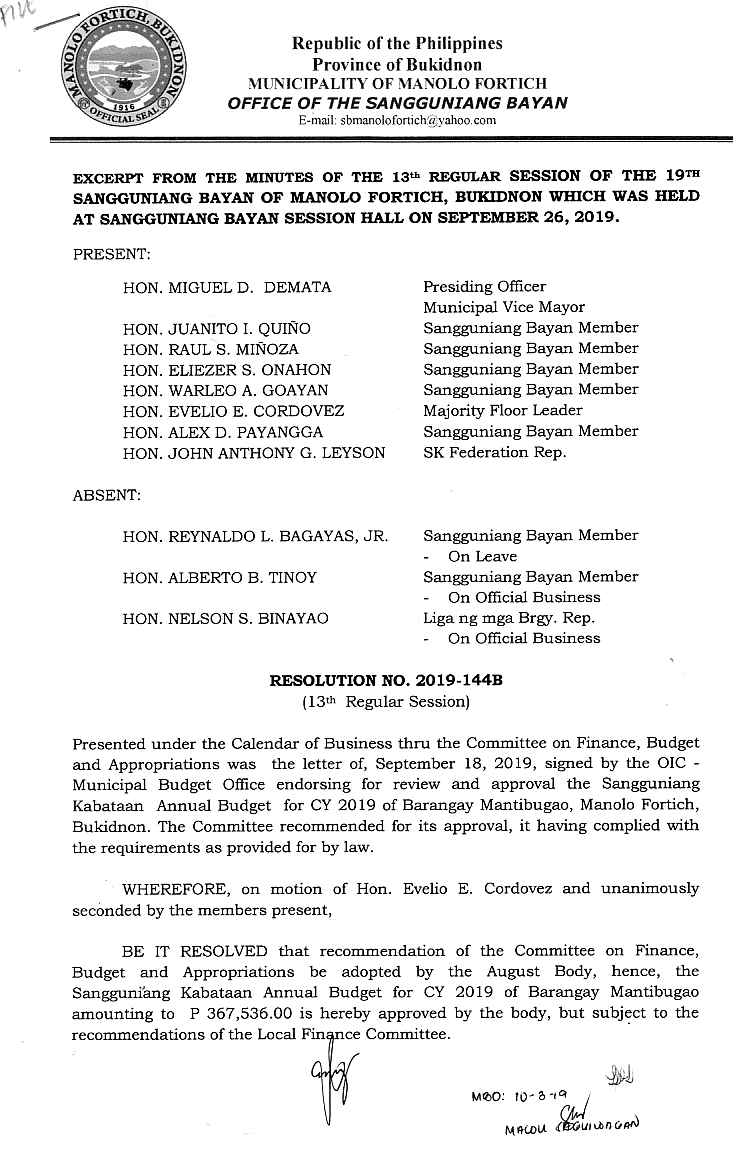 FILE
MANOLO FORTICH, BUKIDNON
1916
OFFICIAL SEAL
Republic of the Philippines
Province of Bukidnon
MUNICIPALITY OF MANOLO FORTICH
OFFICE OF THE SANGGUNIANG BAYAN
E-mail: sbmanolofortich@yahoo.com
EXCERPT FROM THE MINUTES OF THE 13th REGULAR SESSION OF THE 19TH
SANGGUNIANG BAYAN OF MANOLO FORTICH, BUKIDNON WHICH WAS HELD
AT SANGGUNIANG BAYAN SESSION HALL ON SEPTEMBER 26, 2019.
PRESENT:
HON. MIGUEL D. DEMATA Presiding Officer
Municipal Vice Mayor
HON. JUANITO I. QUIÑO Sangguniang Bayan Member
HON. RAUL S. MIÑOZA Sangguniang Bayan Member
HON. ELIEZER S. ONAHON Sangguniang Bayan Member
HON. WARLEO A. GOAYAN Sangguniang Bayan Member
HON. EVELIO E. CORDOVEZ Majority Floor Leader
HON. ALEX D. PAYANGGA Sangguniang Bayan Member
HON. JOHN ANTHONY G. LEYSON SK Federation Rep.
ABSENT:
HON. REYNALDO L. BAGAYAS, JR. Sangguniang Bayan Member
- On Leave
HON. ALBERTO B. TINOY Sangguniang Bayan Member
- On Official Business
HON. NELSON S. BINAYAO Liga ng mga Brgy. Rep.
- On Official Business
RESOLUTION NO. 2019-144B
(13th Regular Session)
Presented under the Calendar of Business thru the Committee on Finance, Budget
and Appropriations was the letter of, September 18, 2019, signed by the OIC -
Municipal Budget Office endorsing for review and approval the Sangguniang
Kabataan Annual Budget for CY 2019 of Barangay Mantibugao, Manolo Fortich,
Bukidnon. The Committee recommended for its approval, it having complied with
the requirements as provided for by law.
WHEREFORE, on motion of Hon. Evelio E. Cordovez and unanimously
seconded by the members present,
BE IT RESOLVED that recommendation of the Committee on Finance,
Budget and Appropriations be adopted by the August Body, hence, the
Sangguniang Kabataan Annual Budget for CY 2019 of Barangay Mantibugao
amounting to P 367,536.00 is hereby approved by the body, but subject to the
recommendations of the Local Finance Committee.
MBO: 10-3-19
MALOU